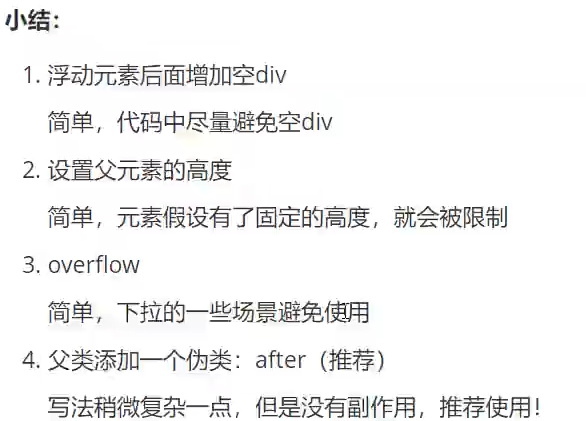 小结：
1. 浮动元素后面增加空div
简单，代码中尽量避免空div
2. 设置父元素的高度
简单，元素假设有了固定的高度，就会被限制
3. overflow
简单，下拉的一些场景避免使用
4. 父类添加一个伪类：after（推荐）
写法稍微复杂一点，但是没有副作用，推荐使用！